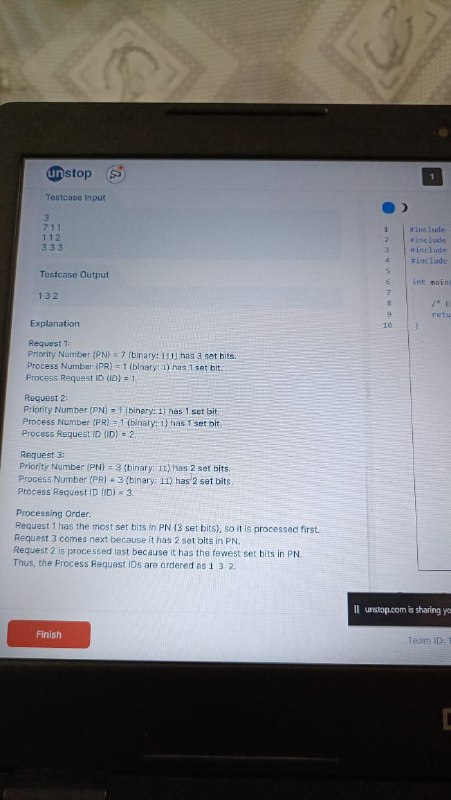 unstop
1
Testcase Input
3
7 1 1
1 1 2
3 3 3
Testcase Output
1 3 2
Explanation
Request 1:
Priority Number (PN) = 7 (binary: 111) has 3 set bits.
Process Number (PR) = 1 (binary: 1) has 1 set bit.
Process Request ID (ID) = 1.
Request 2:
Priority Number (PN) = 1 (binary: 1) has 1 set bit.
Process Number (PR) = 1 (binary: 1) has 1 set bit.
Process Request ID (ID) = 2.
Request 3:
Priority Number (PN) = 3 (binary: 11) has 2 set bits.
Process Number (PR) = 3 (binary: 11) has 2 set bits.
Process Request ID (ID) = 3.
Processing Order:
Request 1 has the most set bits in PN (3 set bits), so it is processed first.
Request 3 comes next because it has 2 set bits in PN.
Request 2 is processed last because it has the fewest set bits in PN.
Thus, the Process Request IDs are ordered as 1 3 2.
Finish
1 #include
2 #include
3 #include
4 #include
5
6 int main
7
8 /*
9 retu
10 }
unstop.com is sharing yo
Team ID: